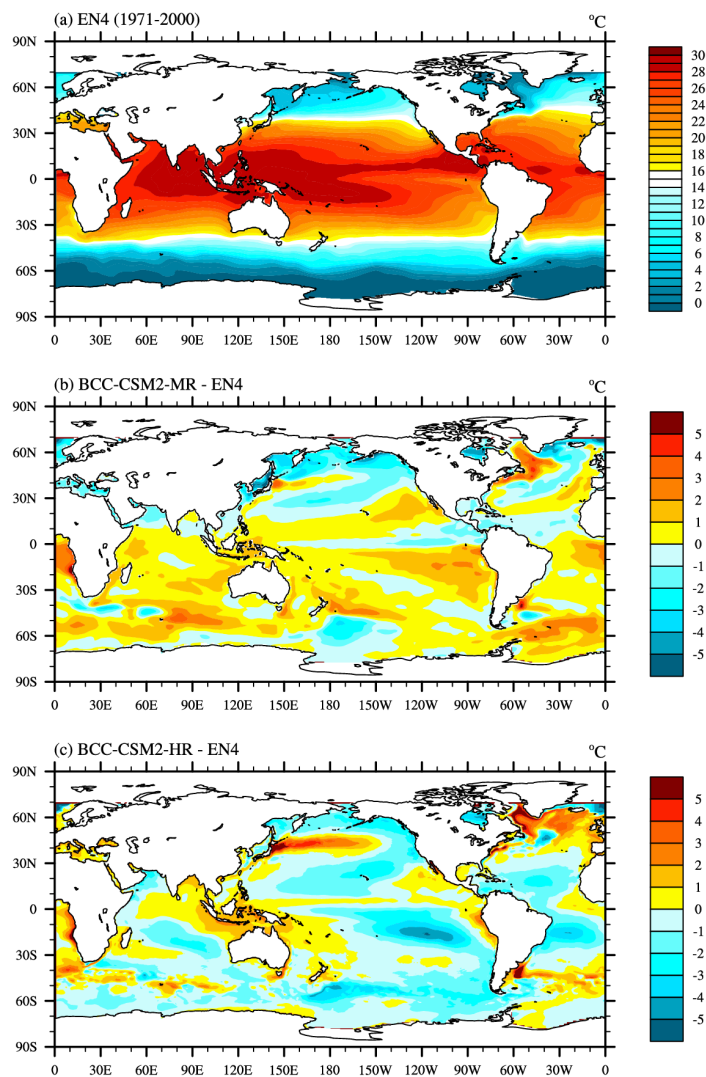 (a) EN4 (1971-2000) °C
90N
60N
30N
0
30S
60S
90S
0 30E 60E 90E 120E 150E 180 150W 120W 90W 60W 30W 0
30
28
26
24
22
20
18
16
14
12
10
8
6
4
2
0
(b) BCC-CSM2-MR - EN4 °C
90N
60N
30N
0
30S
60S
90S
0 30E 60E 90E 120E 150E 180 150W 120W 90W 60W 30W 0
5
4
3
2
1
0
-1
-2
-3
-4
-5
(c) BCC-CSM2-HR - EN4 °C
90N
60N
30N
0
30S
60S
90S
0 30E 60E 90E 120E 150E 180 150W 120W 90W 60W 30W 0
5
4
3
2
1
0
-1
-2
-3
-4
-5